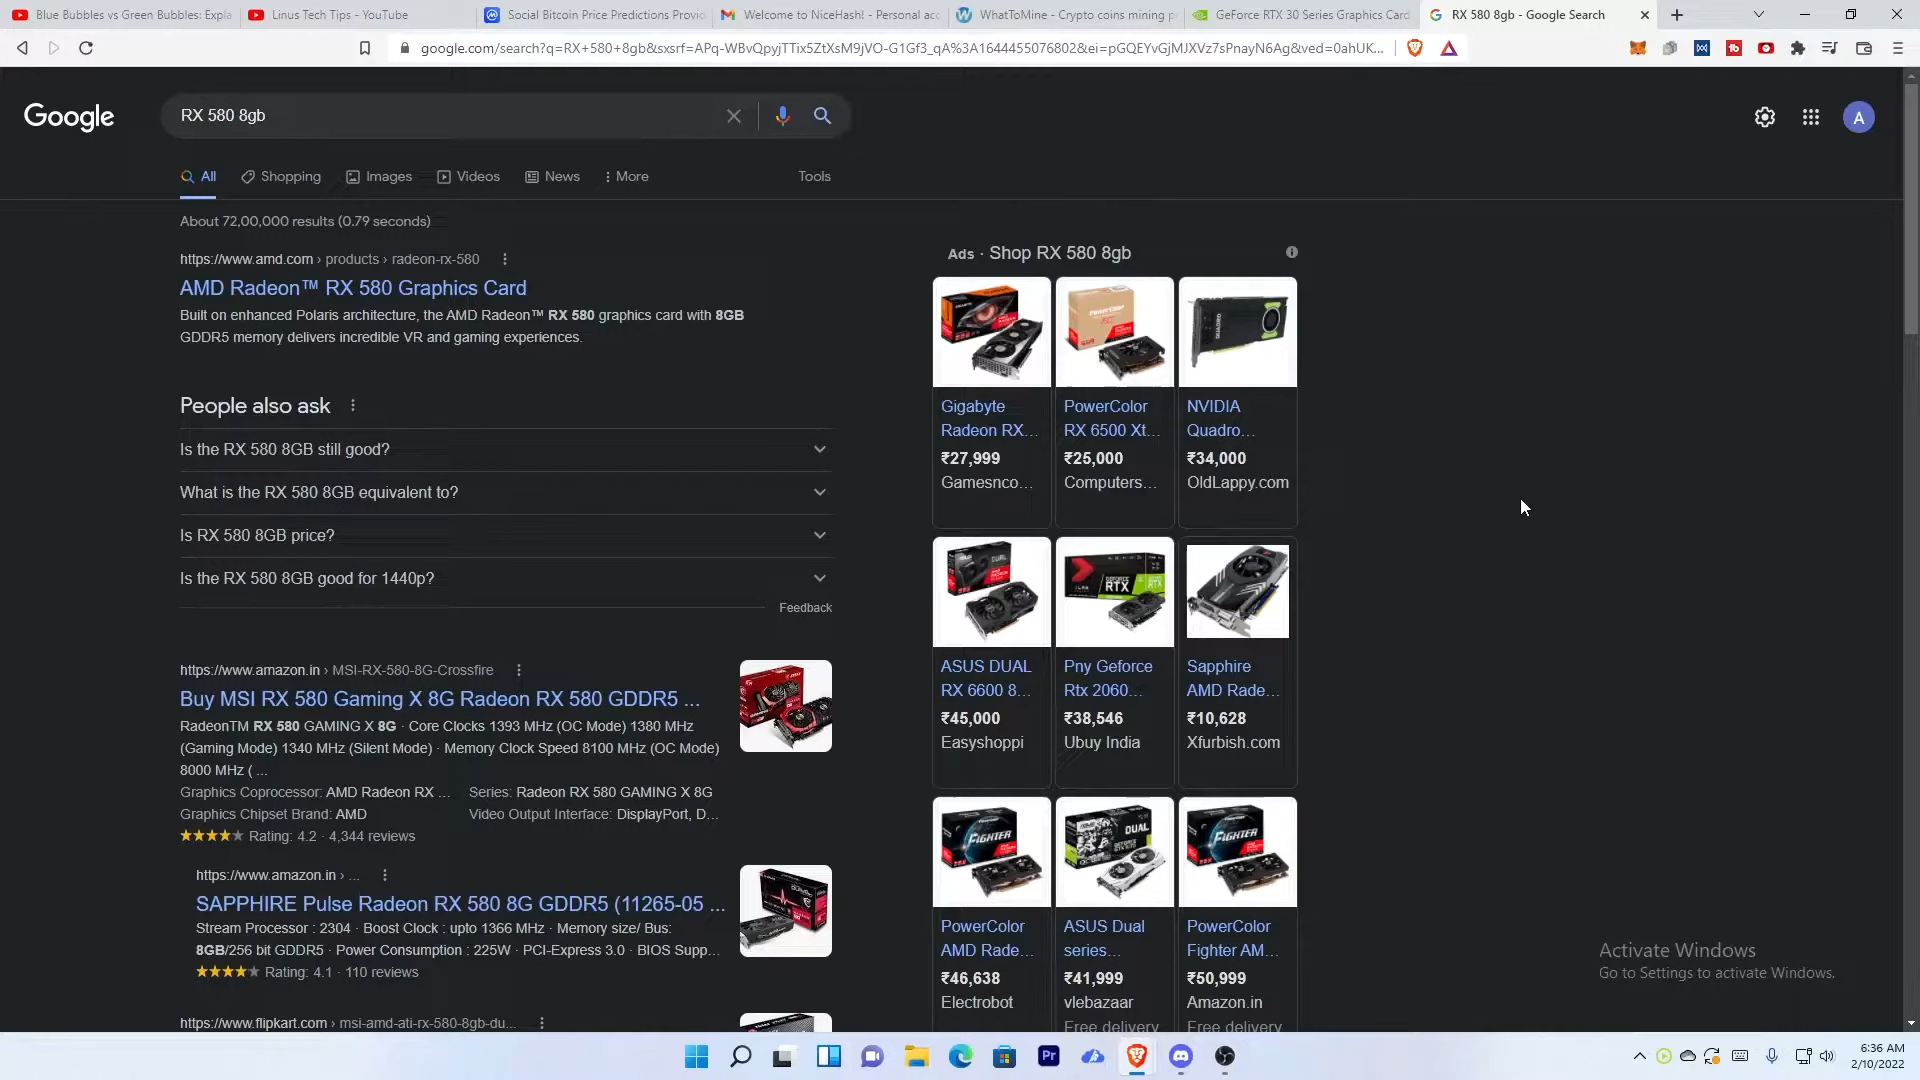 Blue Bubbles vs Green Bubbles: Expla
Linus Tech Tips - YouTube
Social Bitcoin Price Predictions Provi
Welcome to NiceHash! - Personal acc
WhatToMine - Crypto coins mining p
GeForce RTX 30 Series Graphics Card
RX 580 8gb - Google Search
google.com/search?q=RX+580+8gb&sxsrf=APq-WBvQpyjTTix5ZtXsM9jVO-G1Gf3_qA%3A1644455076802&ei=pGQEYvGjMJXVz7sPnayN6Ag&ved=0ahUK...
Google
RX 580 8gb
A
All
Shopping
Images
Videos
News
More
Tools
About 72,00,000 results (0.79 seconds)
https://www.amd.com › products › radeon-rx-580
AMD Radeon™ RX 580 Graphics Card
Built on enhanced Polaris architecture, the AMD Radeon™ RX 580 graphics card with 8GB
GDDR5 memory delivers incredible VR and gaming experiences.
People also ask
Is the RX 580 8GB still good?
What is the RX 580 8GB equivalent to?
Is RX 580 8GB price?
Is the RX 580 8GB good for 1440p?
Feedback
https://www.amazon.in › MSI-RX-580-8G-Crossfire
Buy MSI RX 580 Gaming X 8G Radeon RX 580 GDDR5 ...
RadeonTM RX 580 GAMING X 8G · Core Clocks 1393 MHz (OC Mode) 1380 MHz
(Gaming Mode) 1340 MHz (Silent Mode) · Memory Clock Speed 8100 MHz (OC Mode)
8000 MHz ( ...
Graphics Coprocessor: AMD Radeon RX ...
Series: Radeon RX 580 GAMING X 8G
Graphics Chipset Brand: AMD
Video Output Interface: DisplayPort, D...
Rating: 4.2 · 4,344 reviews
https://www.amazon.in › ...
SAPPHIRE Pulse Radeon RX 580 8G GDDR5 (11265-05 ...
Stream Processor : 2304 · Boost Clock : upto 1366 MHz · Memory size/ Bus:
8GB/256 bit GDDR5 · Power Consumption : 225W · PCI-Express 3.0 · BIOS Supp...
Rating: 4.1 · 110 reviews
https://www.flipkart.com › msi-amd-ati-rx-580-8gb-du...
Ads · Shop RX 580 8gb
Gigabyte
Radeon RX...
₹27,999
Gamesnco...
PowerColor
RX 6500 Xt...
₹25,000
Computers...
NVIDIA
Quadro...
₹34,000
OldLappy.com
ASUS DUAL
RX 6600 8...
₹45,000
Easyshoppi
Pny Geforce
Rtx 2060...
₹38,546
Ubuy India
Sapphire
AMD Rade...
₹10,628
Xfurbish.com
FIGHTER
PowerColor
AMD Rade...
₹46,638
Electrobot
DUAL
ASUS Dual
series...
₹41,999
vlebazaar
Free delivery
FIGHTER
PowerColor
Fighter AM...
₹50,999
Amazon.in
Free delivery
Activate Windows
Go to Settings to activate Windows.
Pr
6:36 AM
2/10/2022